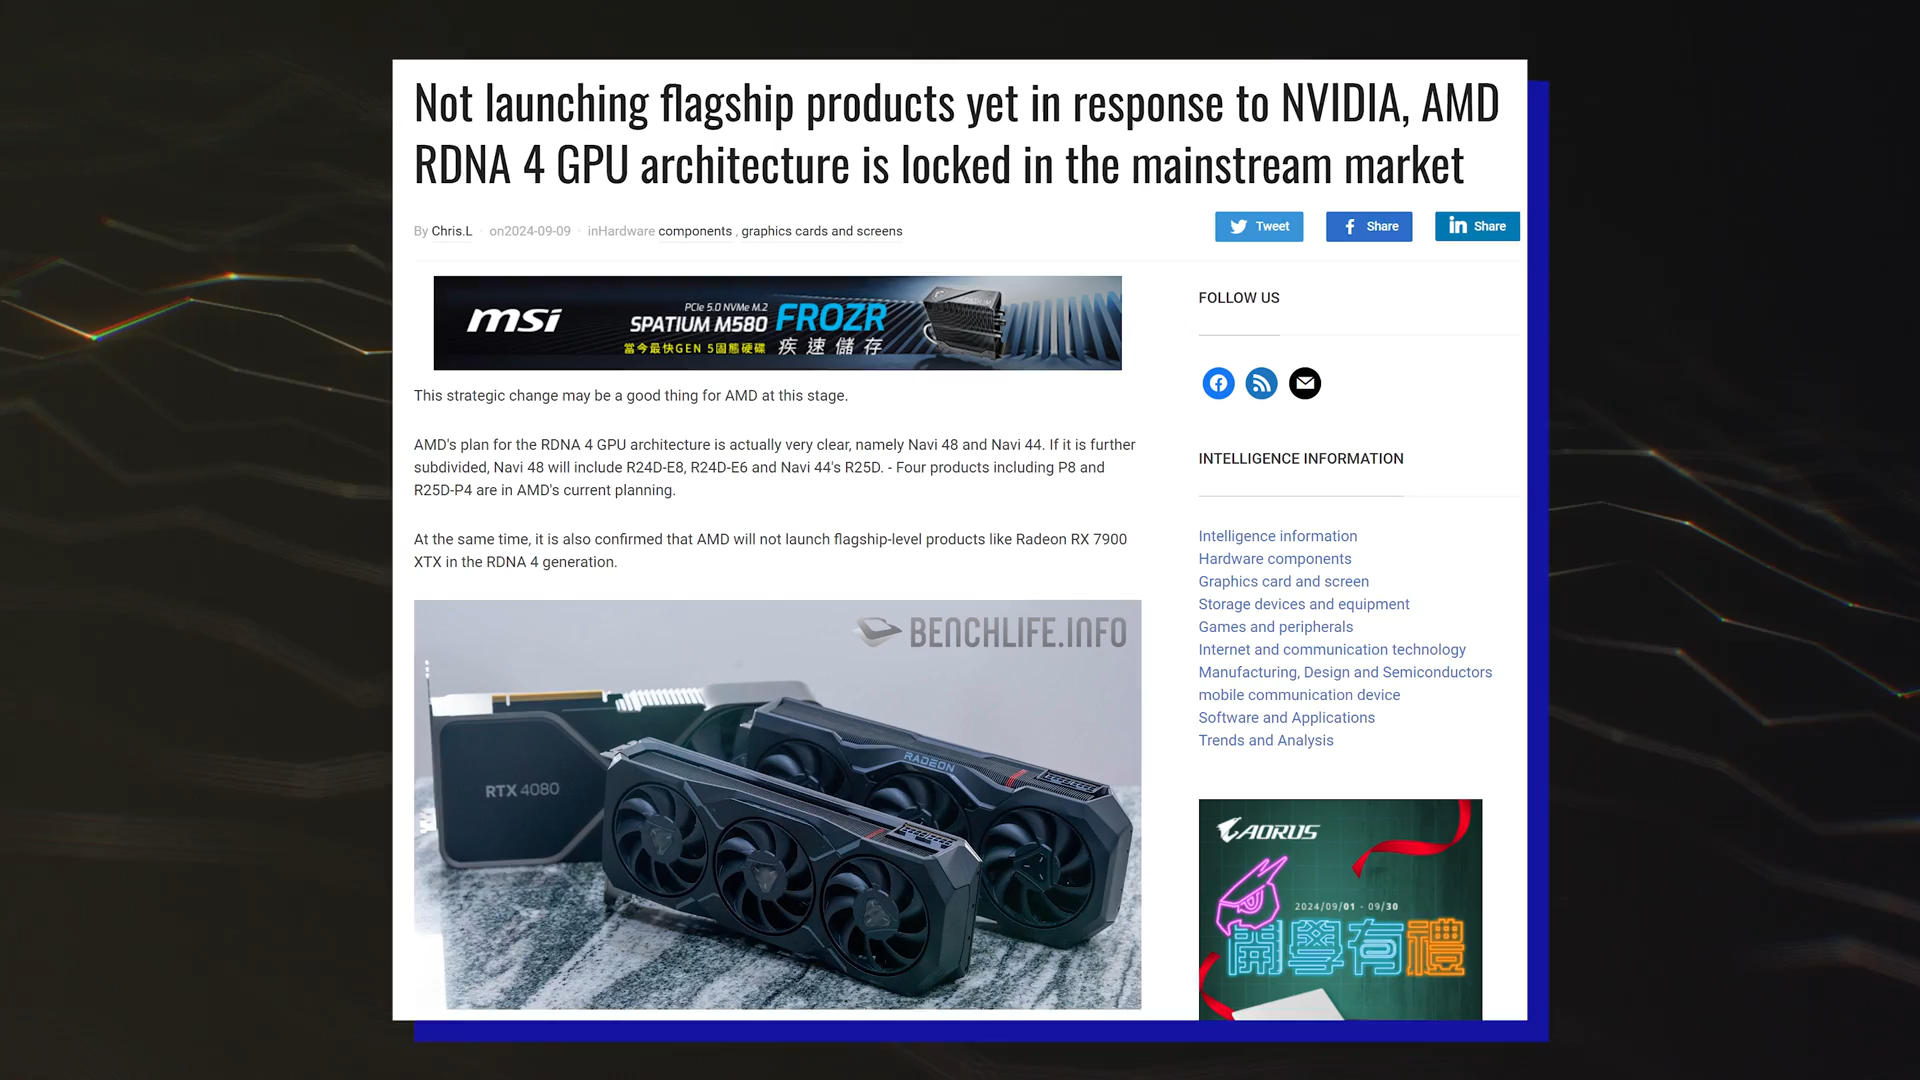 Not launching flagship products yet in response to NVIDIA, AMD
RDNA 4 GPU architecture is locked in the mainstream market
By Chris.L · on2024-09-09 · inHardware components , graphics cards and screens
Tweet
Share
Share
msi
PCIe 5.0 NVMe M.2
SPATIUM M580 FROZR
當今最快GEN 5固態硬碟 疾速儲存
This strategic change may be a good thing for AMD at this stage.
AMD's plan for the RDNA 4 GPU architecture is actually very clear, namely Navi 48 and Navi 44. If it is further
subdivided, Navi 48 will include R24D-E8, R24D-E6 and Navi 44's R25D. - Four products including P8 and
R25D-P4 are in AMD's current planning.
At the same time, it is also confirmed that AMD will not launch flagship-level products like Radeon RX 7900
XTX in the RDNA 4 generation.
BENCHLIFE.INFO
RTX 4080
RADEON
FOLLOW US
INTELLIGENCE INFORMATION
Intelligence information
Hardware components
Graphics card and screen
Storage devices and equipment
Games and peripherals
Internet and communication technology
Manufacturing, Design and Semiconductors
mobile communication device
Software and Applications
Trends and Analysis
AORUS
2024/09/01 - 09/30
開學有禮